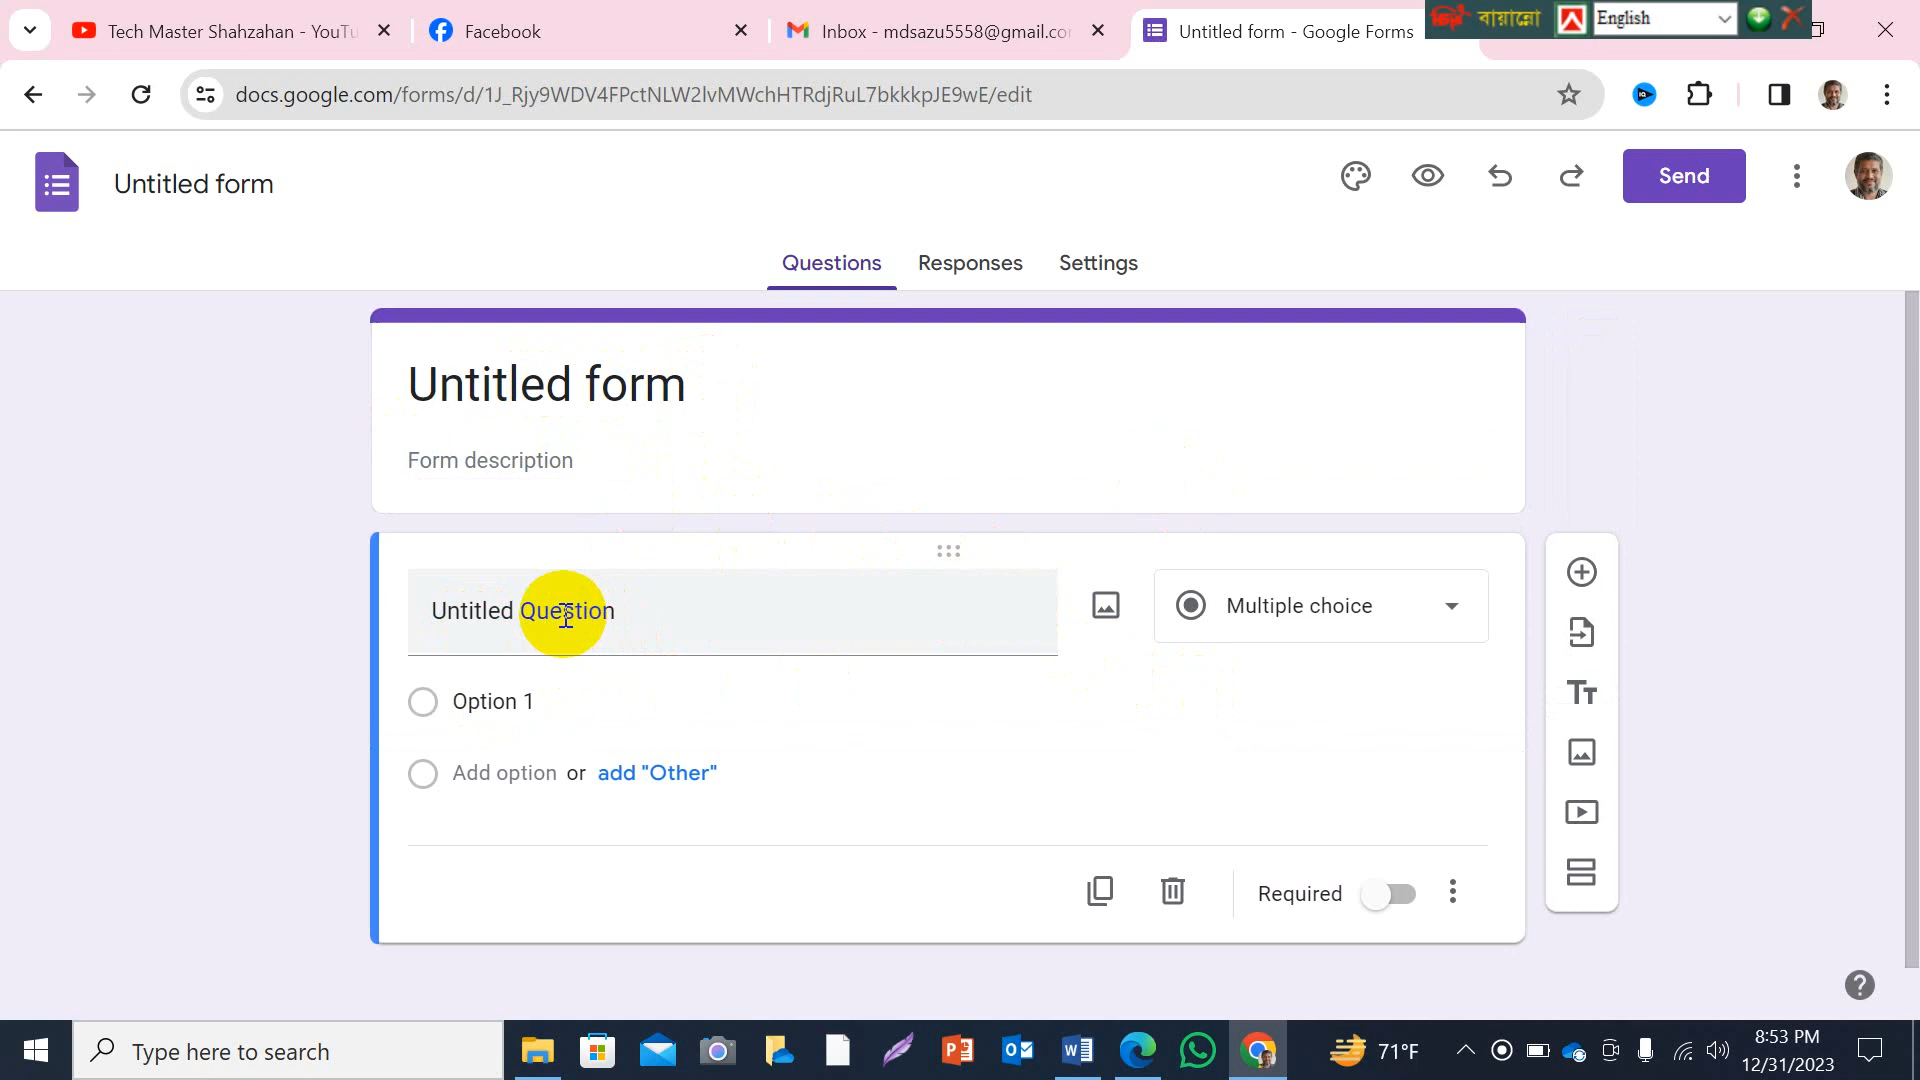 Tech Master Shahzahan - YouTu
Facebook
Inbox - mdsazu5558@gmail.co
Untitled form - Google Forms
বায়ান্নো
English
docs.google.com/forms/d/1J_Rjy9WDV4FPctNLW2lvMWchHTRdjRuL7bkkkpJE9wE/edit
Untitled form
Send
Questions
Responses
Settings
Untitled form
Form description
Untitled Question
Multiple choice
Option 1
Add option or add "Other"
Required
Type here to search
71°F
8:53 PM
12/31/2023